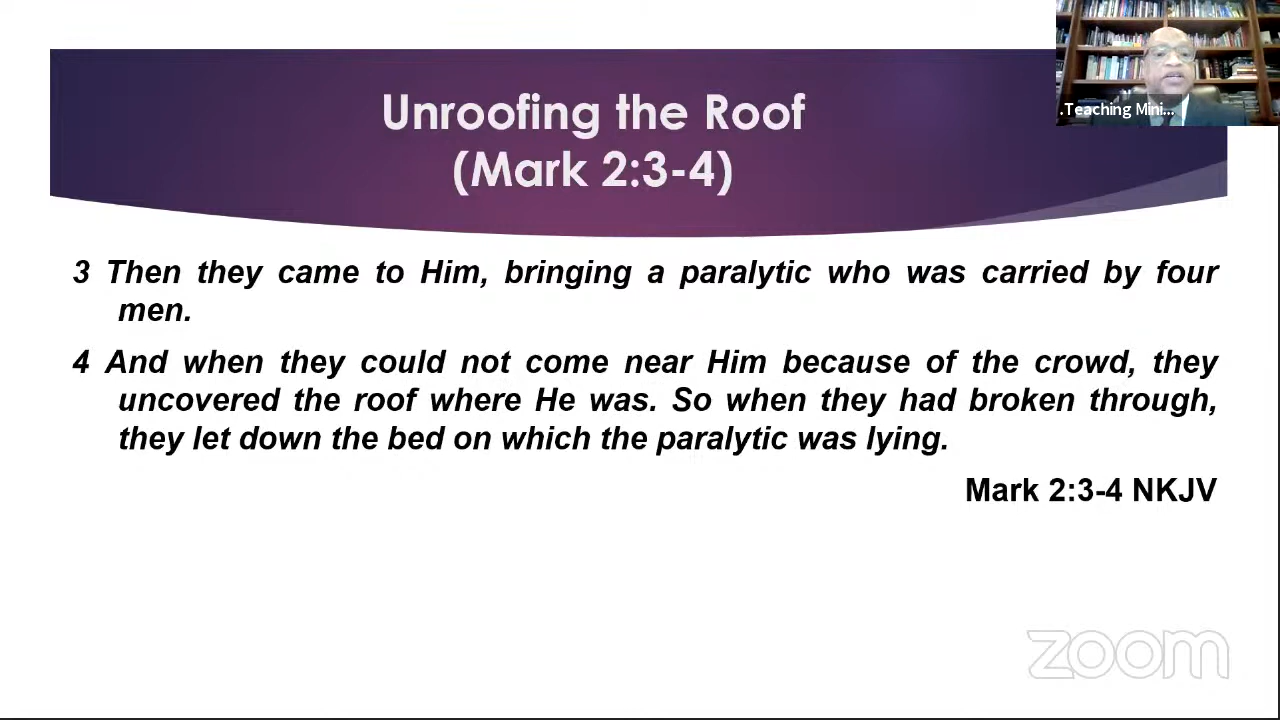 Unroofing the Roof
(Mark 2:3-4)
.Teaching Mini...
3 Then they came to Him, bringing a paralytic who was carried by four
men.
4 And when they could not come near Him because of the crowd, they
uncovered the roof where He was. So when they had broken through,
they let down the bed on which the paralytic was lying.
Mark 2:3-4 NKJV
zoom